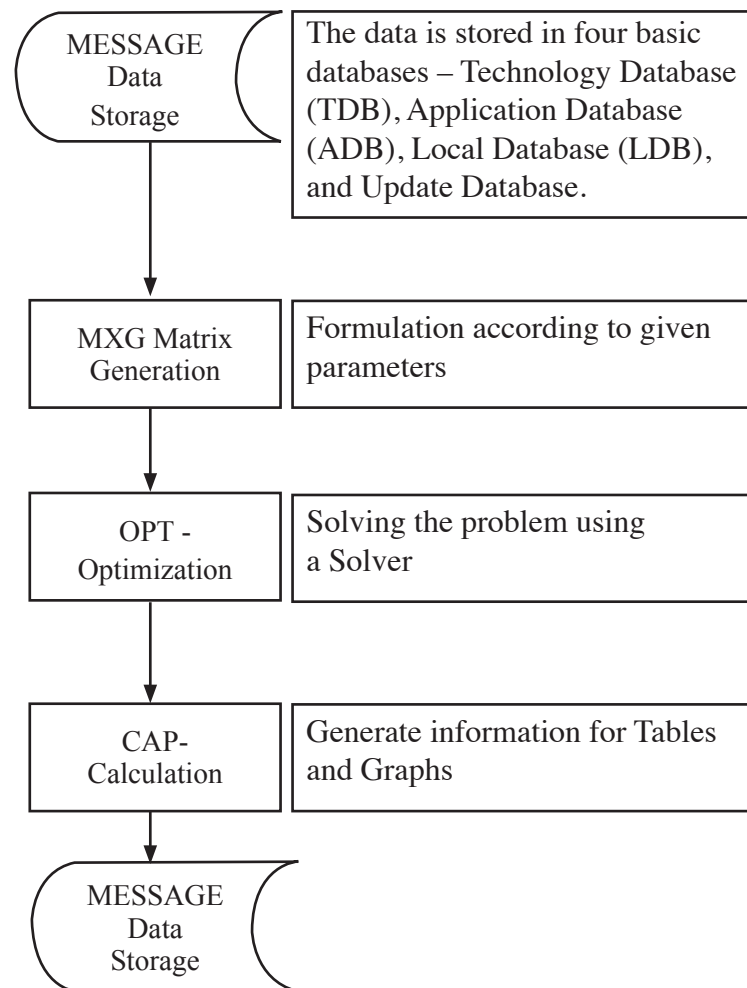 MESSAGE
Data
Storage
The data is stored in four basic
databases – Technology Database
(TDB), Application Database
(ADB), Local Database (LDB),
and Update Database.
MXG Matrix
Generation
Formulation according to given
parameters
OPT -
Optimization
Solving the problem using
a Solver
CAP-
Calculation
Generate information for Tables
and Graphs
MESSAGE
Data
Storage